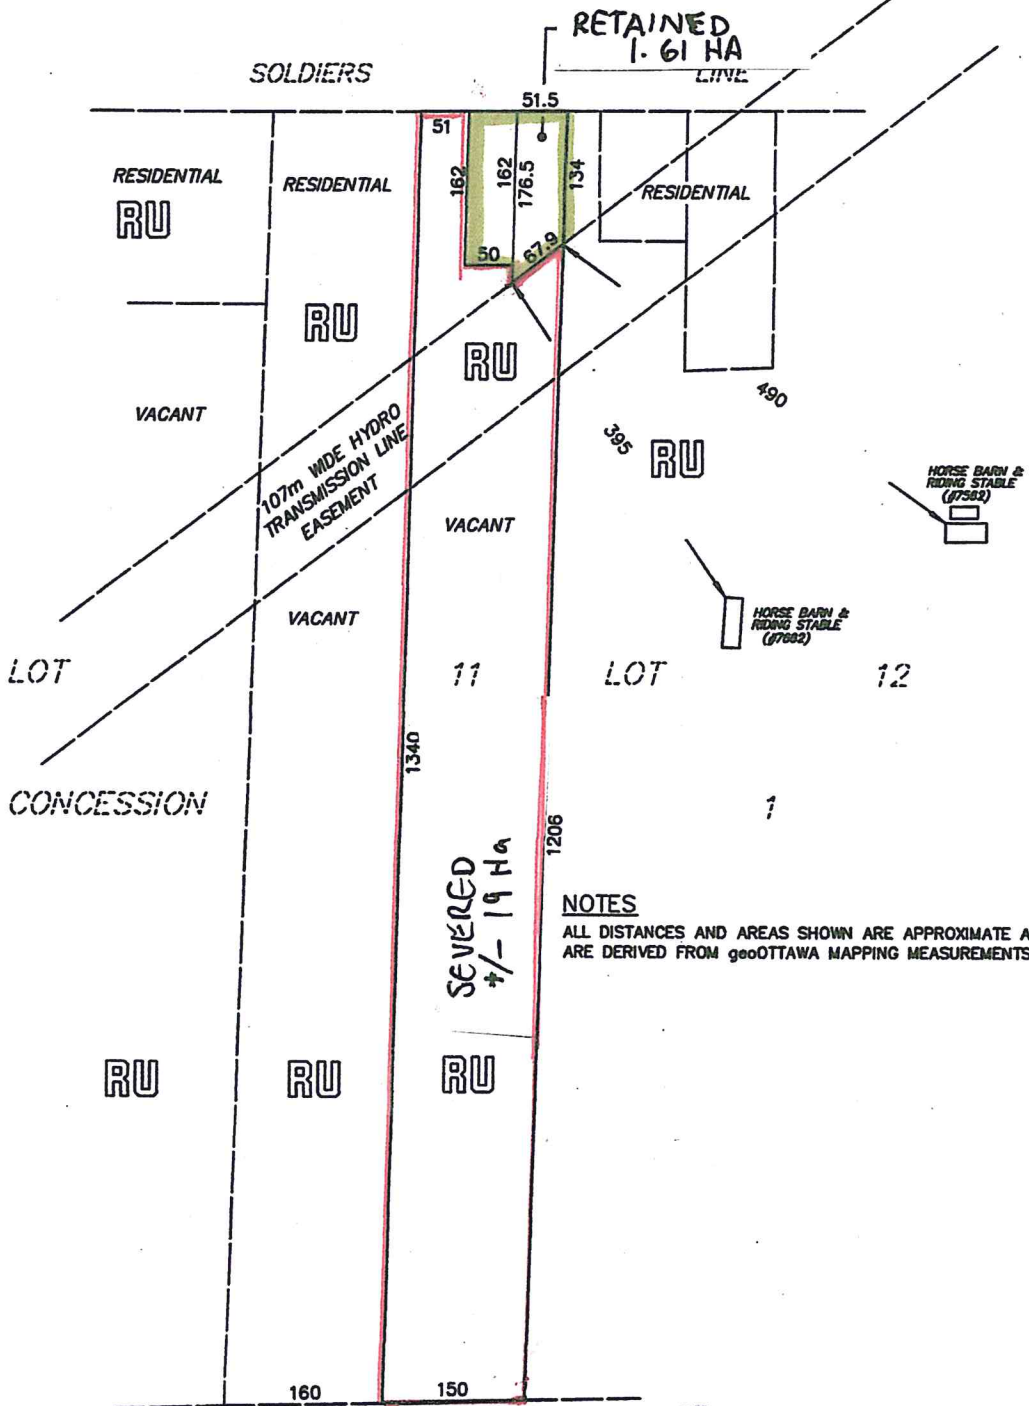 RETAINED
1.61 HA
SOLDIERS
LINE
51.5
51
162
162
176.5
134
RESIDENTIAL
RU
RESIDENTIAL
RESIDENTIAL
50
67.9
RU
RU
VACANT
107m WIDE HYDRO
TRANSMISSION LINE
EASEMENT
490
395
RU
HORSE BARN &
RIDING STABLE
(#7582)
VACANT
VACANT
HORSE BARN &
RIDING STABLE
(#7682)
LOT
11
LOT
12
1340
CONCESSION
1
1206
SEVERED
+/- 19 Ha
NOTES
ALL DISTANCES AND AREAS SHOWN ARE APPROXIMATE A
ARE DERIVED FROM geoOTTAWA MAPPING MEASUREMENTS
RU
RU
RU
160
150